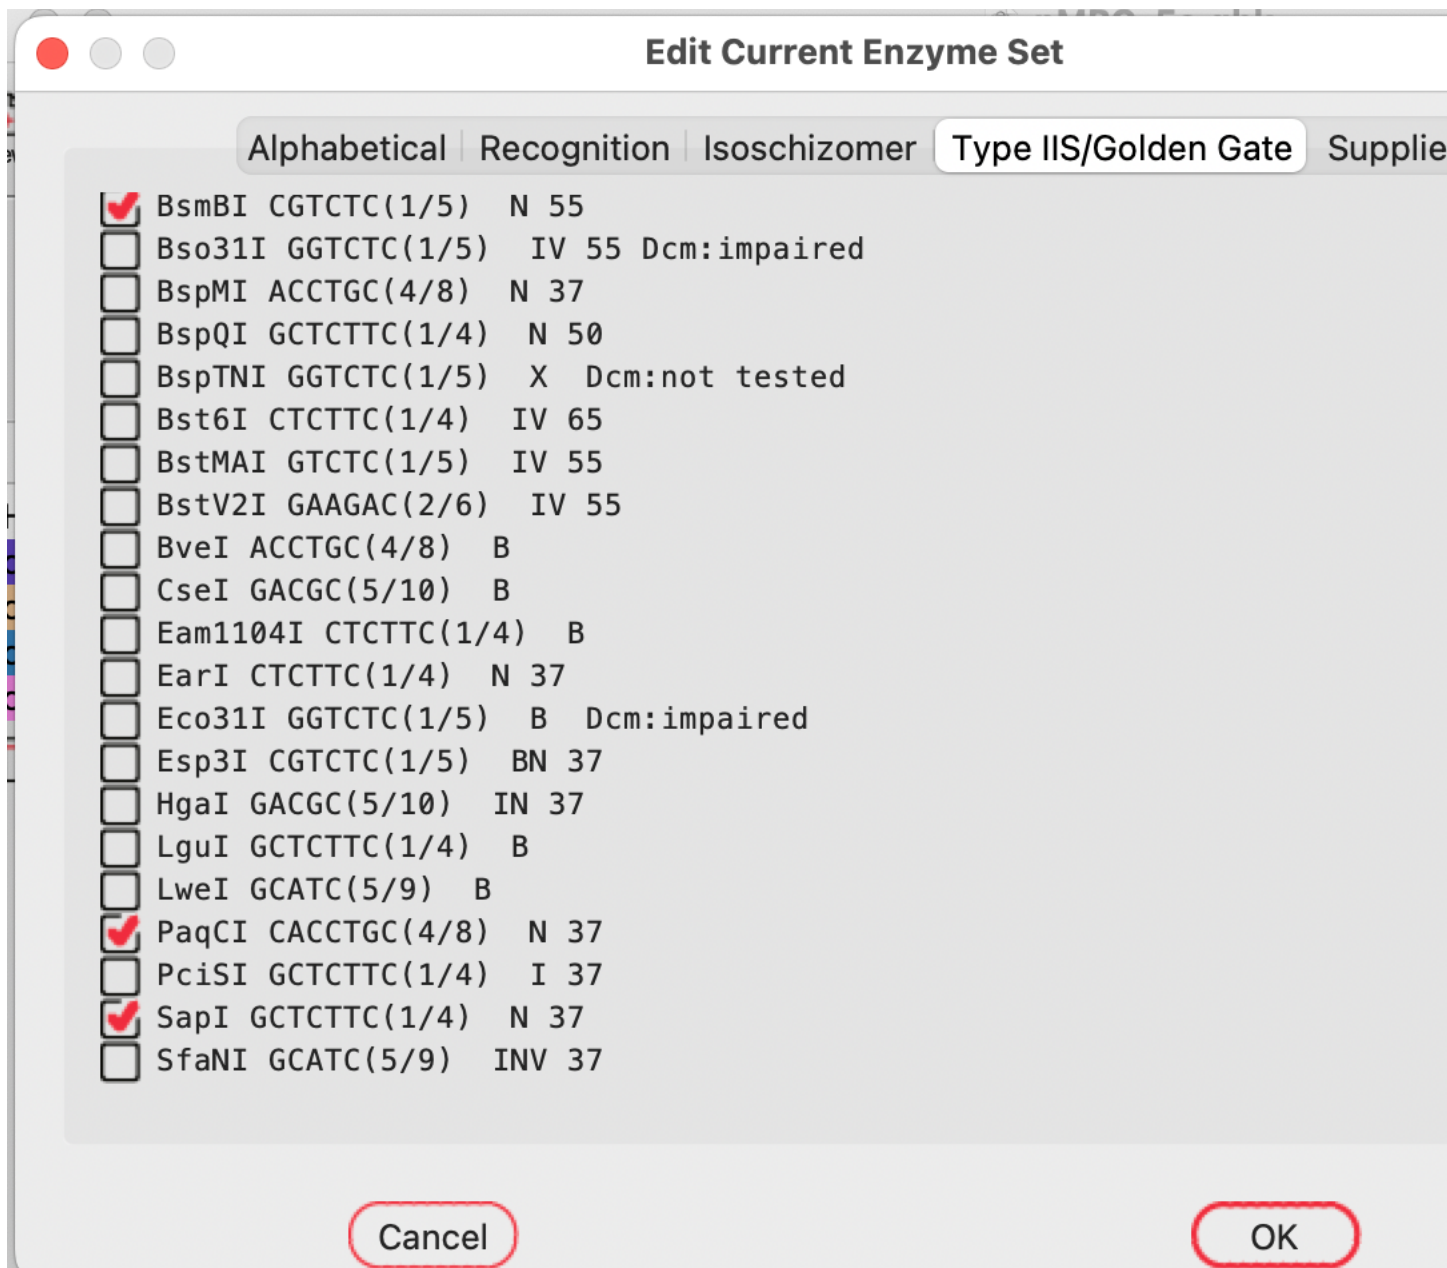 Edit Current Enzyme Set
Alphabetical Recognition Isoschizomer Type IIS/Golden Gate Supplie
BsmBI CGTCTC(1/5) N 55
Bso31I GGTCTC(1/5) IV 55 Dcm:impaired
BspMI ACCTGC(4/8) N 37
BspQI GCTCTTC(1/4) N 50
BspTNI GGTCTC(1/5) X Dcm:not tested
Bst6I CTCTTC(1/4) IV 65
BstMAI GTCTC(1/5) IV 55
BstV2I GAAGAC(2/6) IV 55
BveI ACCTGC(4/8) B
CseI GACGC(5/10) B
Eam1104I CTCTTC(1/4) B
EarI CTCTTC(1/4) N 37
Eco31I GGTCTC(1/5) B Dcm:impaired
Esp3I CGTCTC(1/5) BN 37
HgaI GACGC(5/10) IN 37
LguI GCTCTTC(1/4) B
LweI GCATC(5/9) B
PaqCI CACCTGC(4/8) N 37
PciSI GCTCTTC(1/4) I 37
SapI GCTCTTC(1/4) N 37
SfaNI GCATC(5/9) INV 37
Cancel OK